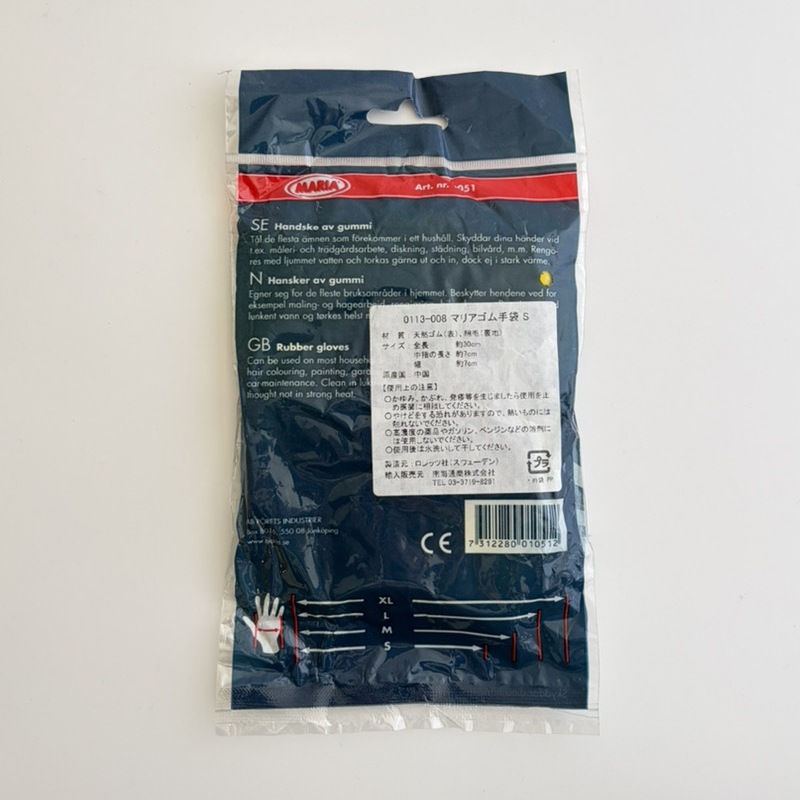 MARIA
Art. nr. 1051
SE Handske av gummi
Tål de flesta ämnen som förekommer i ett hushåll. Skyddar dina händer vid
t.ex. måleri- och trädgårdsarbete, diskning, städning, bilvård, m.m. Rengö-
res med ljummet vatten och torkas gärna ut och in, dock ej i stark värme.
N Hansker av gummi
Egner seg for de fleste bruksområder i hjemmet. Beskytter hendene ved for
eksempel maling- og hagearbeid,
lunkent vann og tørkes helst
GB Rubber gloves
Can be used on most househo
hair colouring, painting, gard
car-maintenance. Clean in luk
thought not in strong heat.
0113-008 マリアゴム手袋 S
材 質 : 天然ゴム(表)、綿毛(裏地)
サイズ : 全長 約30cm
中指の長さ 約7cm
幅 約7cm
原産国 : 中国
【使用上の注意】
○かゆみ、かぶれ、発疹等を生じましたら使用を止
め医師に相談してください。
○やけどをする恐れがありますので、熱いものには
触れないでください。
○高濃度の薬品やガソリン、ベンジンなどの溶剤に
は使用しないでください。
○使用後は水洗いして干してください。
製造元 : ロレッツ社(スウェーデン)
輸入販売元 : 南海通商株式会社
TEL 03-3719-8291
プラ
PP
INDUSTRIER
Box 8016, 550 08 Jönköping
CE
7 312280 010512
XL
L
M
S